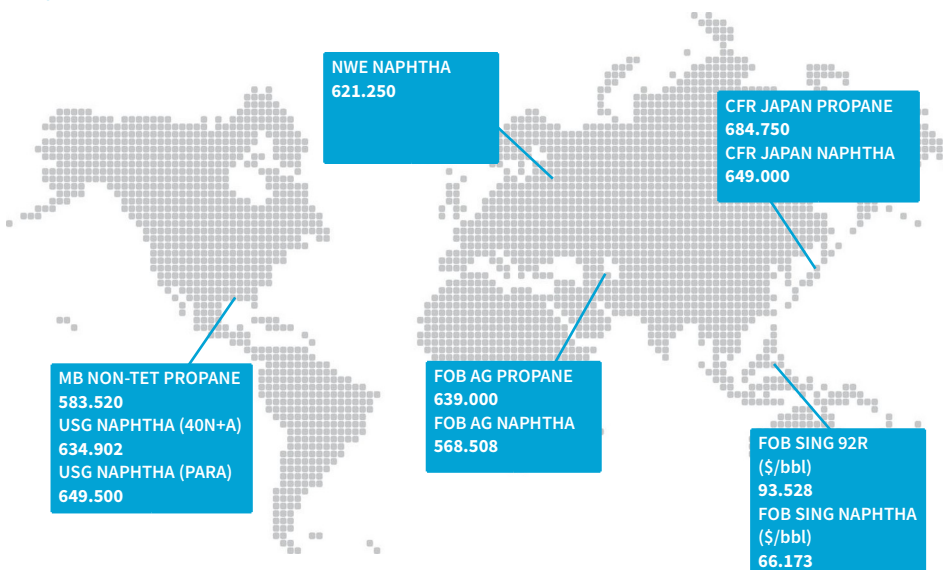 NWE NAPHTHA
621.250
CFR JAPAN PROPANE
684.750
CFR JAPAN NAPHTHA
649.000
MB NON-TET PROPANE
583.520
USG NAPHTHA (40N+A)
634.902
USG NAPHTHA (PARA)
649.500
FOB AG PROPANE
639.000
FOB AG NAPHTHA
568.508
FOB SING 92R
($/bbl)
93.528
FOB SING NAPHTHA
($/bbl)
66.173